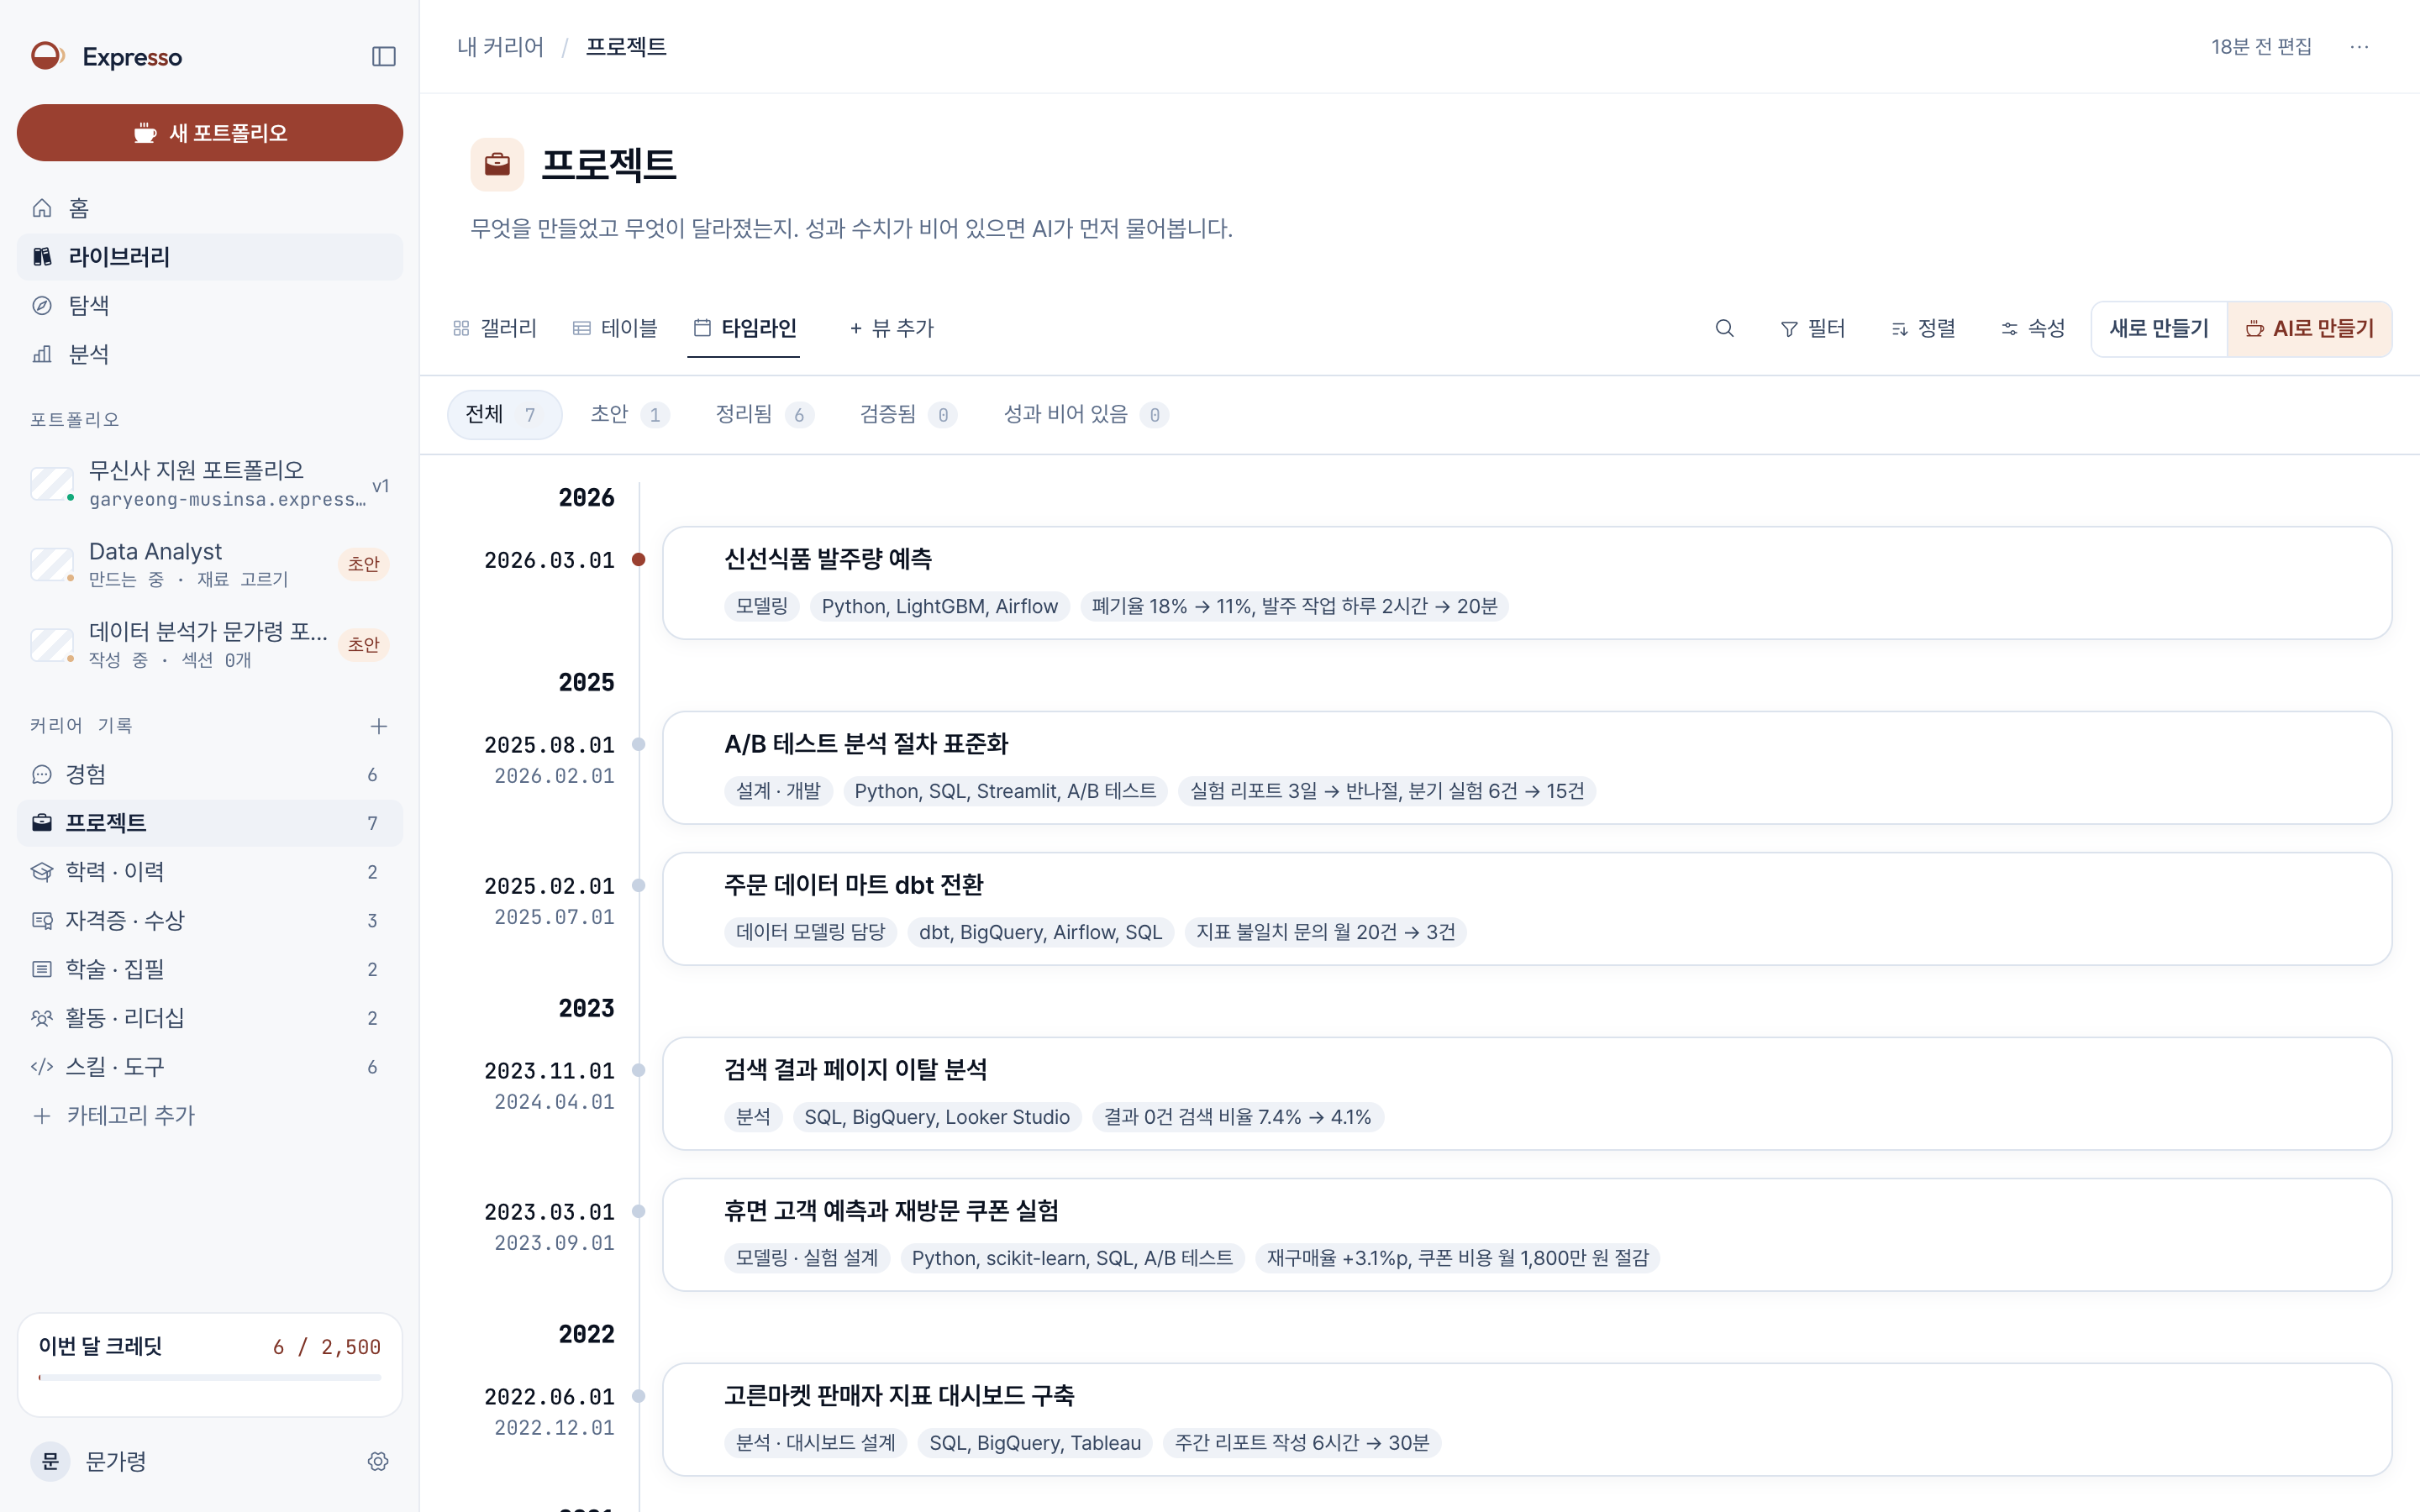 Expresso
새 포트폴리오
홈
라이브러리
탐색
분석
포트폴리오
무신사 지원 포트폴리오
garyeong-musinsa.express…
v1
Data Analyst
만드는 중 · 재료 고르기
초안
데이터 분석가 문가령 포…
작성 중 · 섹션 0개
초안
커리어 기록
경험 6
프로젝트 7
학력 · 이력 2
자격증 · 수상 3
학술 · 집필 2
활동 · 리더십 2
스킬 · 도구 6
카테고리 추가
이번 달 크레딧 6 / 2,500
문 문가령
내 커리어 / 프로젝트
18분 전 편집 ···
프로젝트
무엇을 만들었고 무엇이 달라졌는지. 성과 수치가 비어 있으면 AI가 먼저 물어봅니다.
갤러리 테이블 타임라인 + 뷰 추가
필터 정렬 속성 새로 만들기 AI로 만들기
전체 7 초안 1 정리됨 6 검증됨 0 성과 비어 있음 0
2026
2026.03.01
신선식품 발주량 예측
모델링 Python, LightGBM, Airflow 폐기율 18% → 11%, 발주 작업 하루 2시간 → 20분
2025
2025.08.01
2026.02.01
A/B 테스트 분석 절차 표준화
설계 · 개발 Python, SQL, Streamlit, A/B 테스트 실험 리포트 3일 → 반나절, 분기 실험 6건 → 15건
2025.02.01
2025.07.01
주문 데이터 마트 dbt 전환
데이터 모델링 담당 dbt, BigQuery, Airflow, SQL 지표 불일치 문의 월 20건 → 3건
2023
2023.11.01
2024.04.01
검색 결과 페이지 이탈 분석
분석 SQL, BigQuery, Looker Studio 결과 0건 검색 비율 7.4% → 4.1%
2023.03.01
2023.09.01
휴면 고객 예측과 재방문 쿠폰 실험
모델링 · 실험 설계 Python, scikit-learn, SQL, A/B 테스트 재구매율 +3.1%p, 쿠폰 비용 월 1,800만 원 절감
2022
2022.06.01
2022.12.01
고른마켓 판매자 지표 대시보드 구축
분석 · 대시보드 설계 SQL, BigQuery, Tableau 주간 리포트 작성 6시간 → 30분